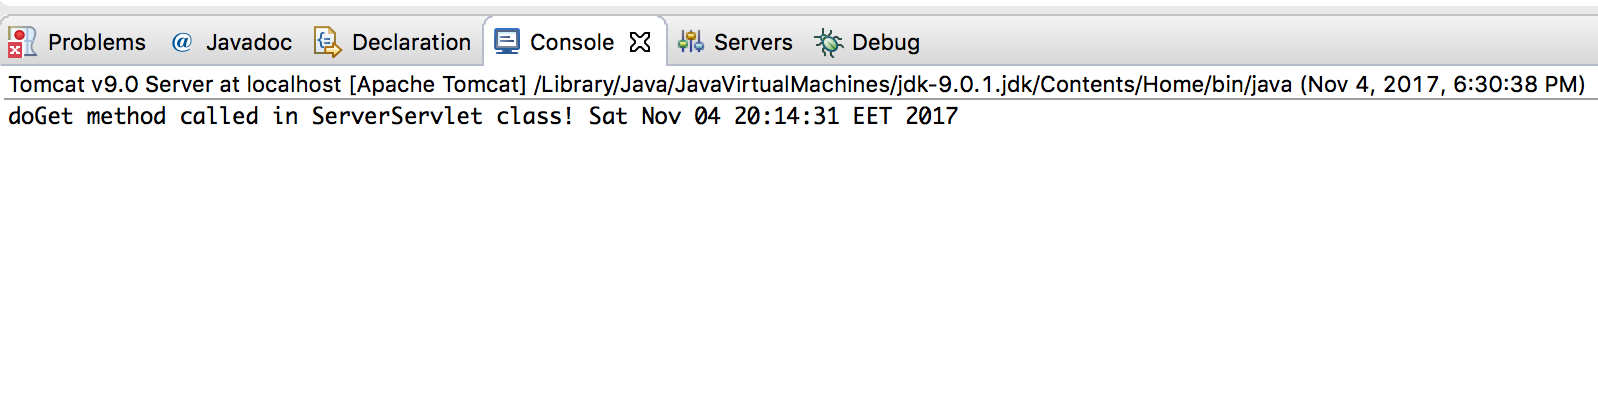 Problems @ Javadoc Declaration Console Servers Debug
Tomcat v9.0 Server at localhost [Apache Tomcat] /Library/Java/JavaVirtualMachines/jdk-9.0.1.jdk/Contents/Home/bin/java (Nov 4, 2017, 6:30:38 PM)
doGet method called in ServerServlet class! Sat Nov 04 20:14:31 EET 2017